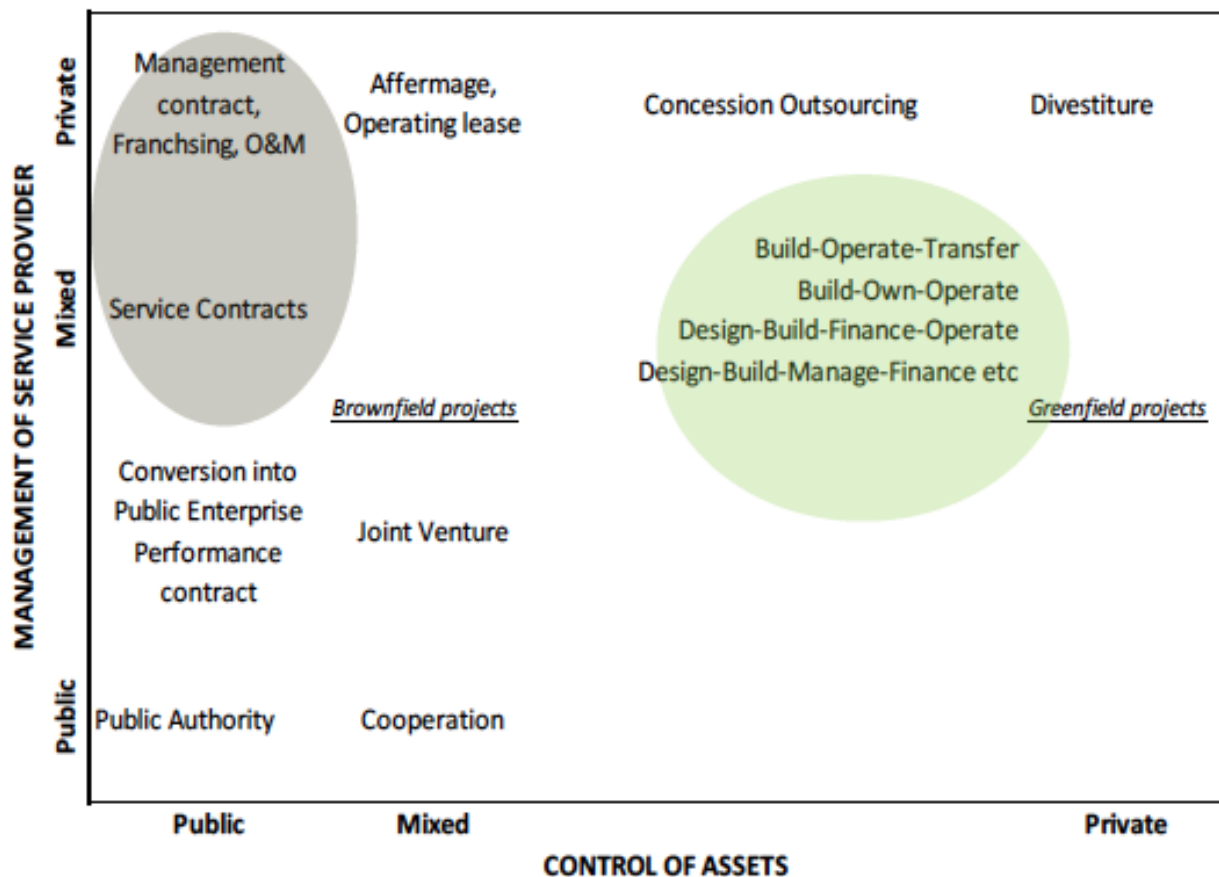 MANAGEMENT OF SERVICE PROVIDER
Private
Mixed
Public
Management
contract,
Franchsing, O&M
Affermage,
Operating lease
Concession Outsourcing
Divestiture
Service Contracts
Build-Operate-Transfer
Build-Own-Operate
Design-Build-Finance-Operate
Design-Build-Manage-Finance etc
Brownfield projects
Greenfield projects
Conversion into
Public Enterprise
Performance
contract
Joint Venture
Public Authority
Cooperation
Public
Mixed
Private
CONTROL OF ASSETS